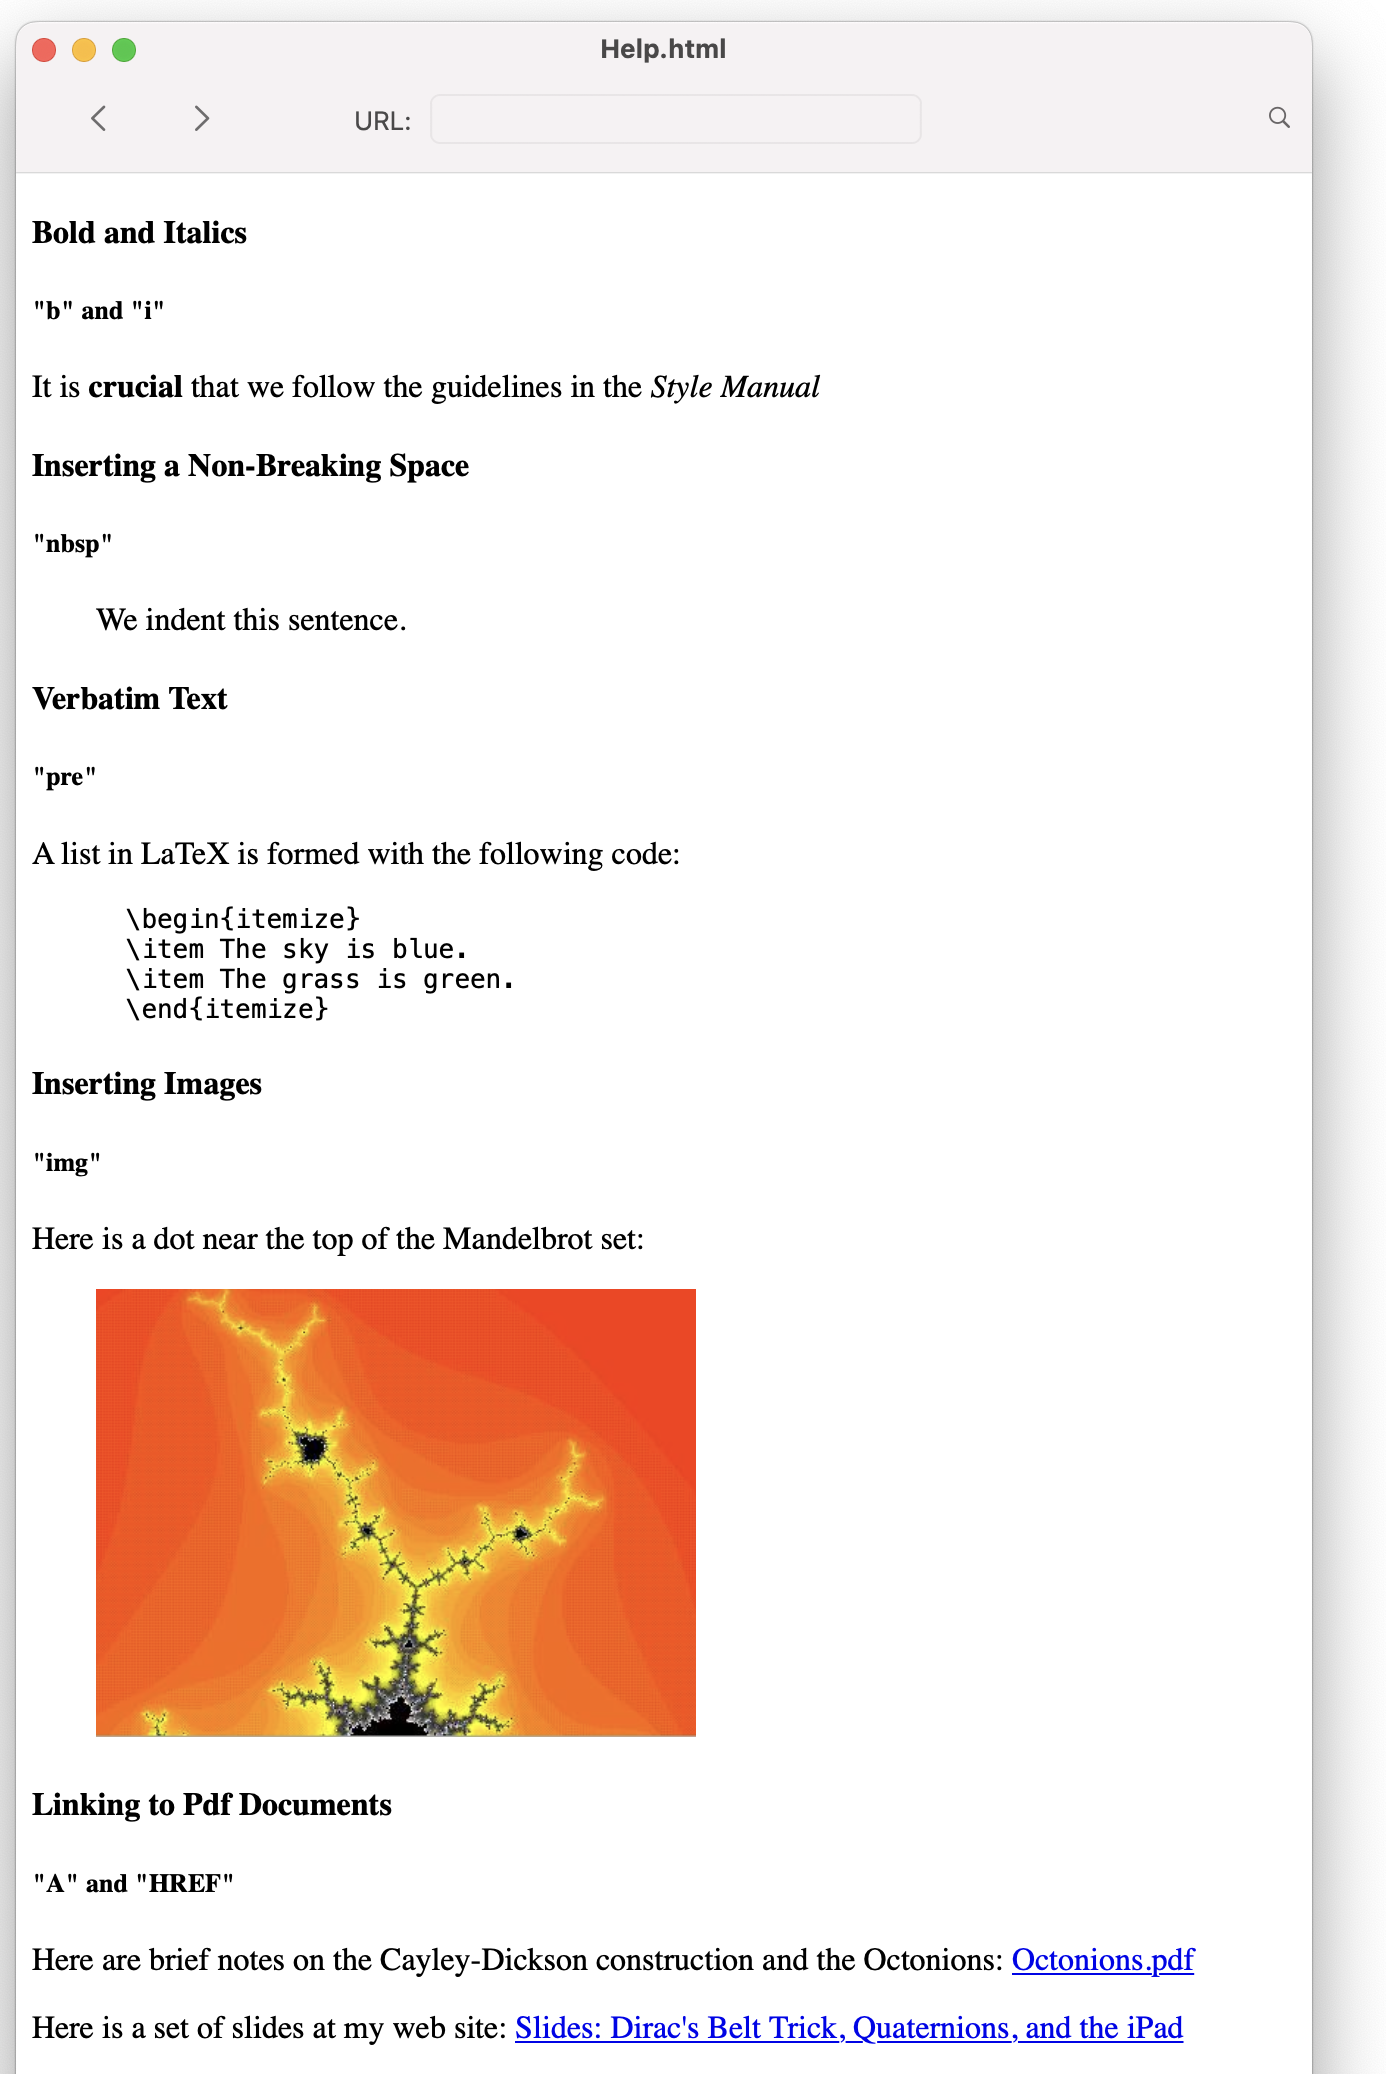 Help.html
URL:
Bold and Italics
"b" and "i"
It is crucial that we follow the guidelines in the Style Manual
Inserting a Non-Breaking Space
"nbsp"
We indent this sentence.
Verbatim Text
"pre"
A list in LaTeX is formed with the following code:
\begin{itemize}
\item The sky is blue.
\item The grass is green.
\end{itemize}
Inserting Images
"img"
Here is a dot near the top of the Mandelbrot set:
Linking to Pdf Documents
"A" and "HREF"
Here are brief notes on the Cayley-Dickson construction and the Octonions: Octonions.pdf
Here is a set of slides at my web site: Slides: Dirac's Belt Trick, Quaternions, and the iPad